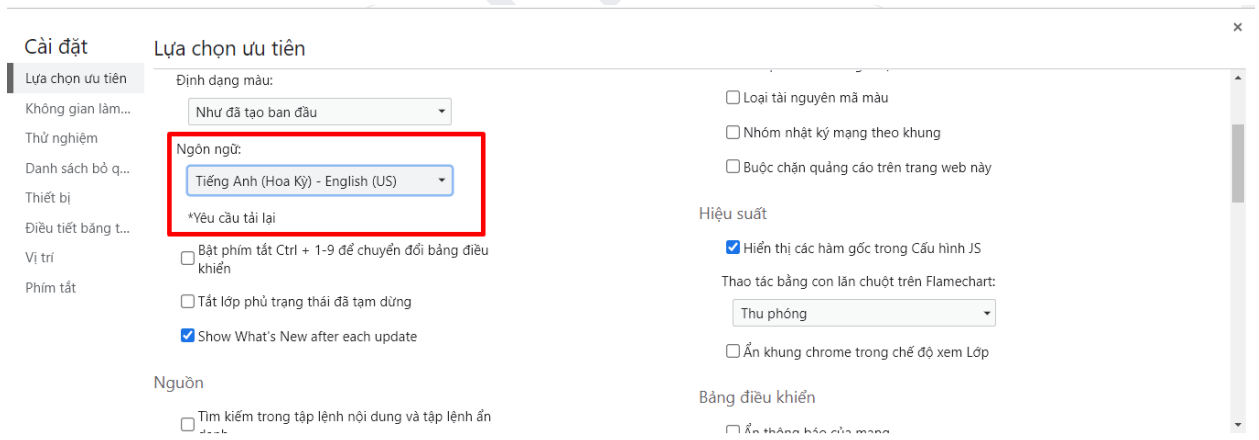 Cài đặt
Lựa chọn ưu tiên
Không gian làm...
Thử nghiệm
Danh sách bỏ q...
Thiết bị
Điều tiết băng t...
Vị trí
Phím tắt
Lựa chọn ưu tiên
Định dạng màu:
Như đã tạo ban đầu
Ngôn ngữ:
Tiếng Anh (Hoa Kỳ) - English (US)
*Yêu cầu tải lại
Bật phím tắt Ctrl + 1-9 để chuyển đổi bảng điều
khiển
Tắt lớp phủ trạng thái đã tạm dừng
Show What's New after each update
Nguồn
Tìm kiếm trong tập lệnh nội dung và tập lệnh ẩn
Loại tài nguyên mã màu
Nhóm nhật ký mạng theo khung
Buộc chặn quảng cáo trên trang web này
Hiệu suất
Hiển thị các hàm gốc trong Cấu hình JS
Thao tác bằng con lăn chuột trên Flamechart:
Thu phóng
Ẩn khung chrome trong chế độ xem Lớp
Bảng điều khiển
Ẩn thông báo của mạng